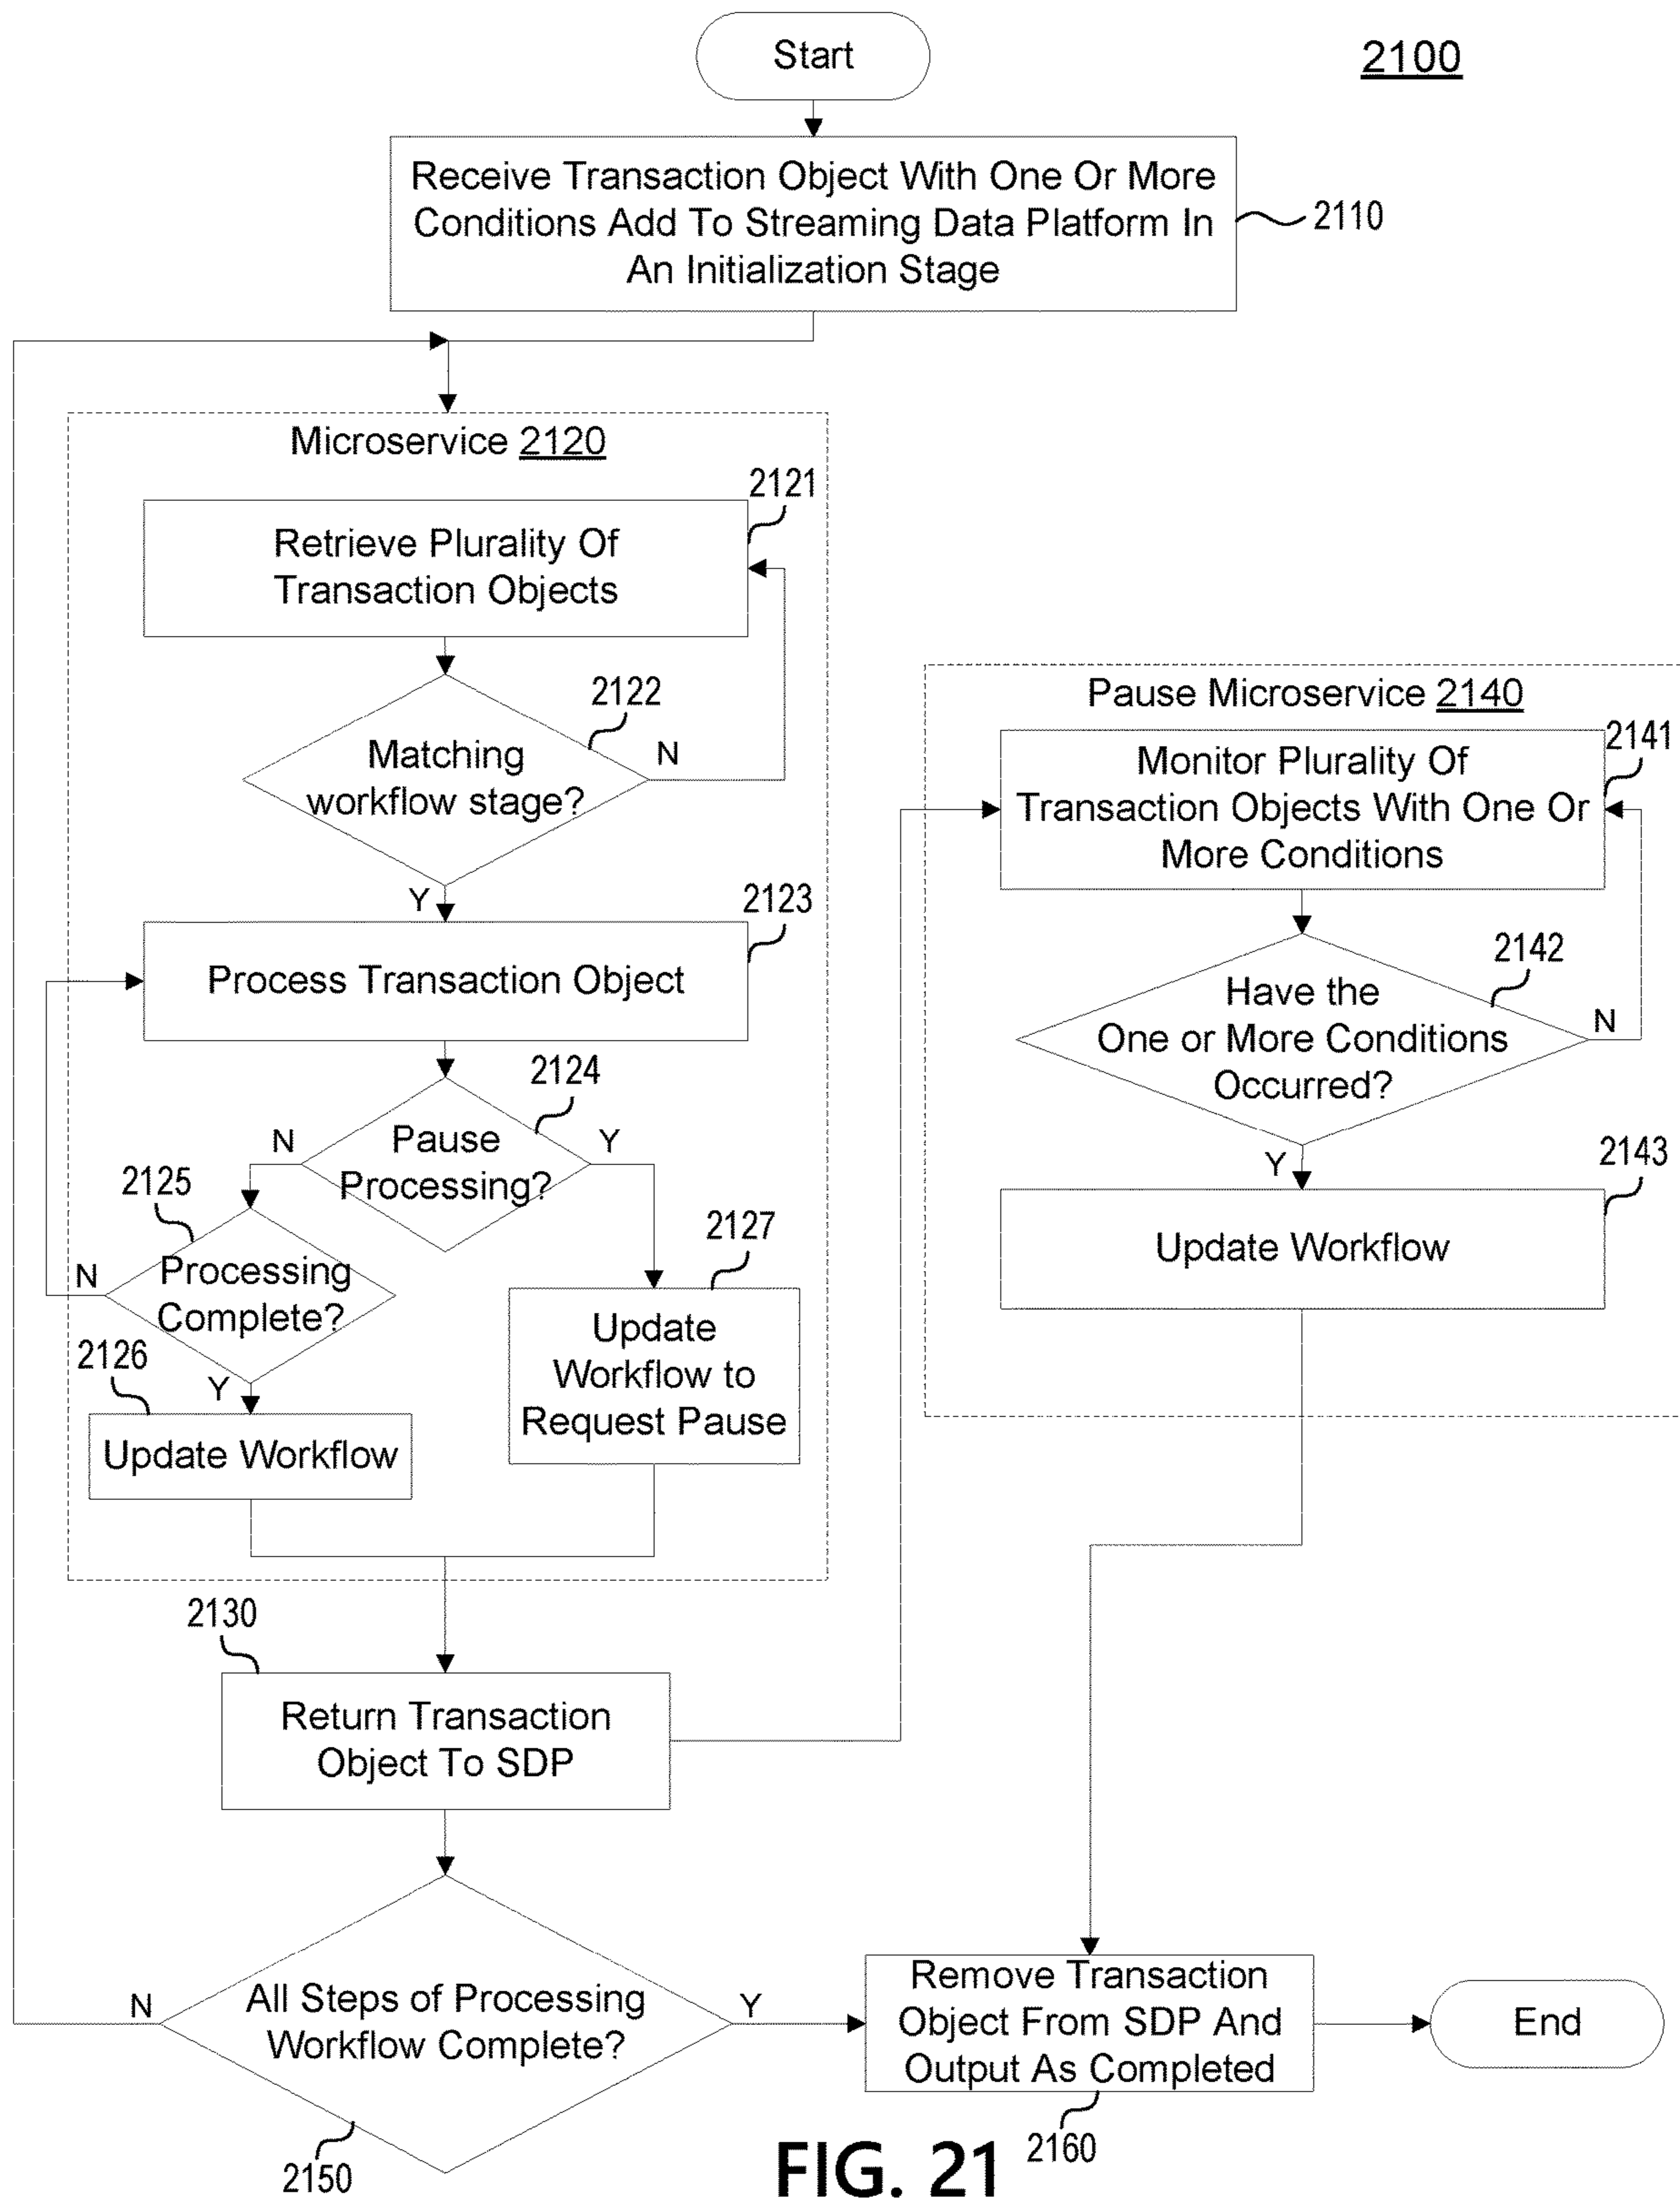 Start
2100
Receive Transaction Object With One Or More
Conditions Add To Streaming Data Platform In
An Initialization Stage
2110
Microservice 2120
2121
Retrieve Plurality Of
Transaction Objects
2122
Matching
workflow stage?
N
Y
2123
Process Transaction Object
2124
Pause
Processing?
N
Y
2125
Processing
Complete?
N
Y
2126
Update Workflow
2127
Update
Workflow to
Request Pause
2130
Return Transaction
Object To SDP
Pause Microservice 2140
2141
Monitor Plurality Of
Transaction Objects With One Or
More Conditions
2142
Have the
One or More Conditions
Occurred?
N
Y
2143
Update Workflow
All Steps of Processing
Workflow Complete?
N
Y
2150
Remove Transaction
Object From SDP And
Output As Completed
2160
End
FIG. 21